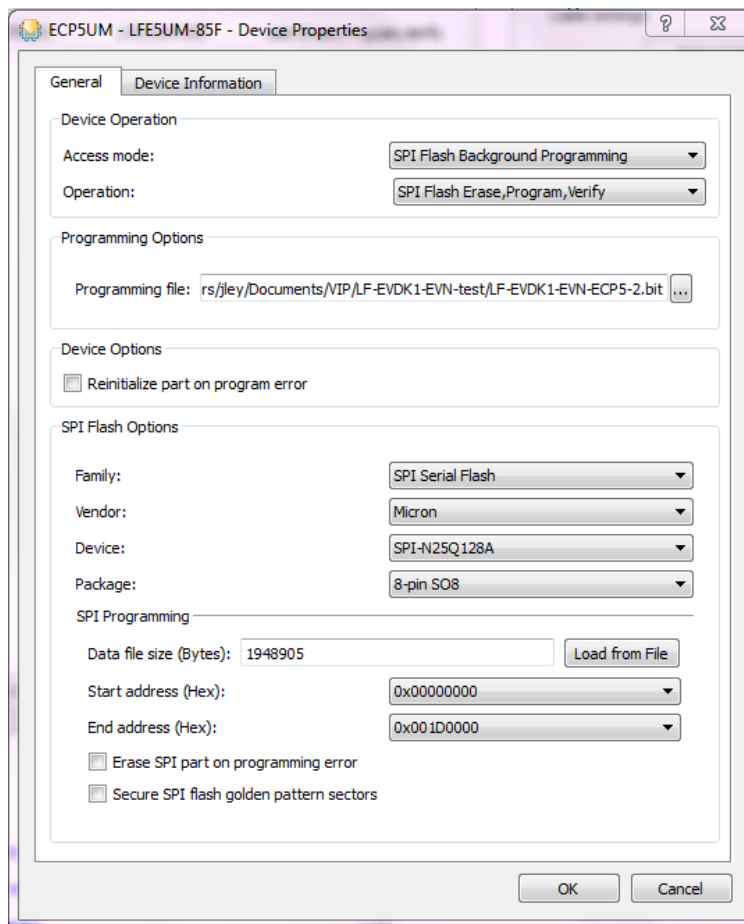 ECP5UM - LFE5UM-85F - Device Properties
General
Device Information
Device Operation
Access mode: SPI Flash Background Programming
Operation: SPI Flash Erase,Program,Verify
Programming Options
Programming file: rs/jley/Documents/VIP/LF-EVDK1-EVN-test/LF-EVDK1-EVN-ECP5-2.bit ...
Device Options
Reinitialize part on program error
SPI Flash Options
Family: SPI Serial Flash
Vendor: Micron
Device: SPI-N25Q128A
Package: 8-pin SO8
SPI Programming
Data file size (Bytes): 1948905 Load from File
Start address (Hex): 0x00000000
End address (Hex): 0x001D0000
Erase SPI part on programming error
Secure SPI flash golden pattern sectors
OK Cancel